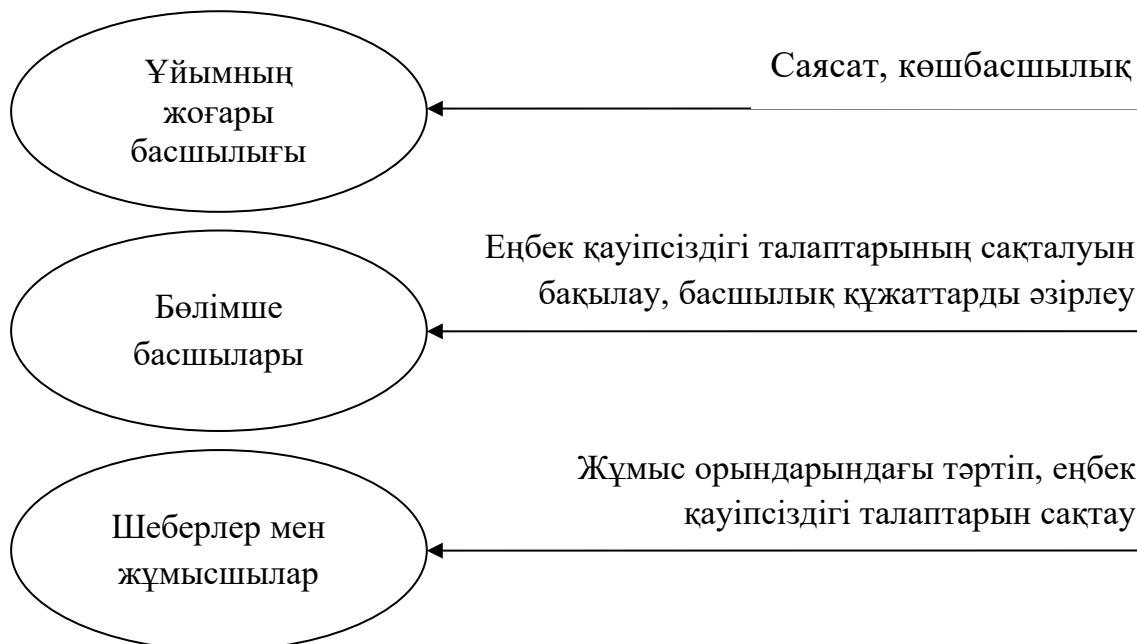 Ұйымның
жоғары
басшылығы
Саясат, көшбасшылық
Бөлімше
басшылары
Еңбек қауіпсіздігі талаптарының сақталуын
бақылау, басшылық құжаттарды әзірлеу
Шеберлер мен
жұмысшылар
Жұмыс орындарындағы тәртіп, еңбек
қауіпсіздігі талаптарын сақтау